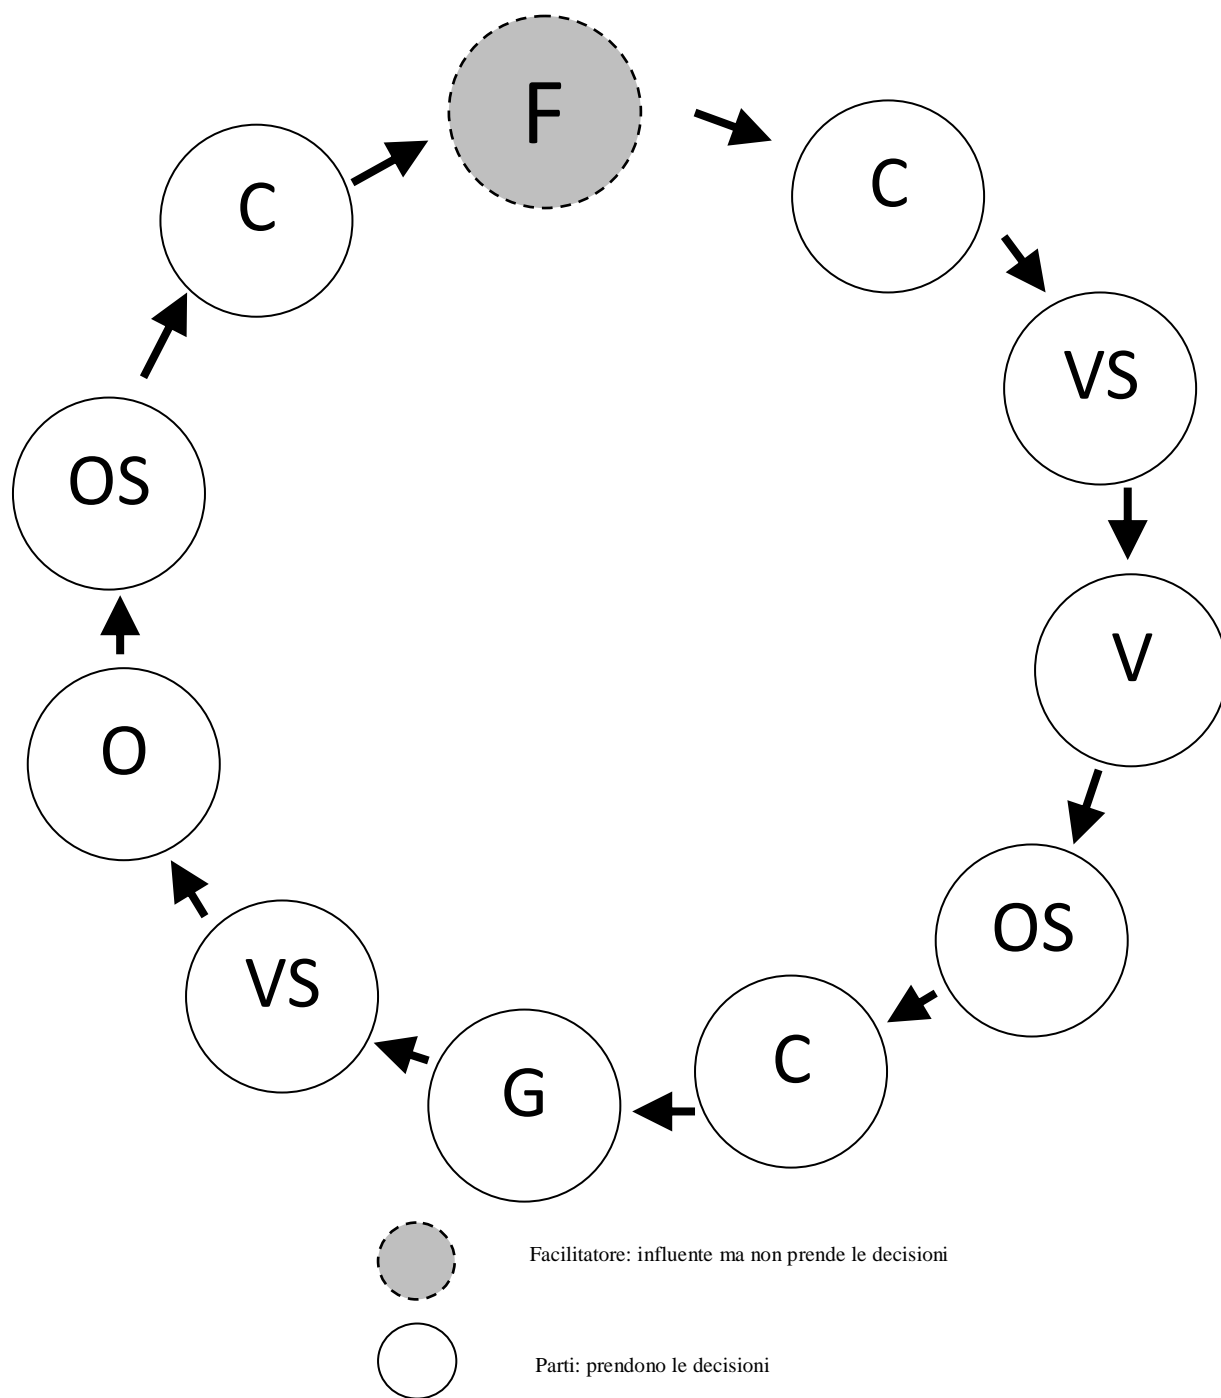 F
C
C
VS
V
OS
OS
O
VS
C
G
Facilitatore: influente ma non prende le decisioni
Parti: prendono le decisioni